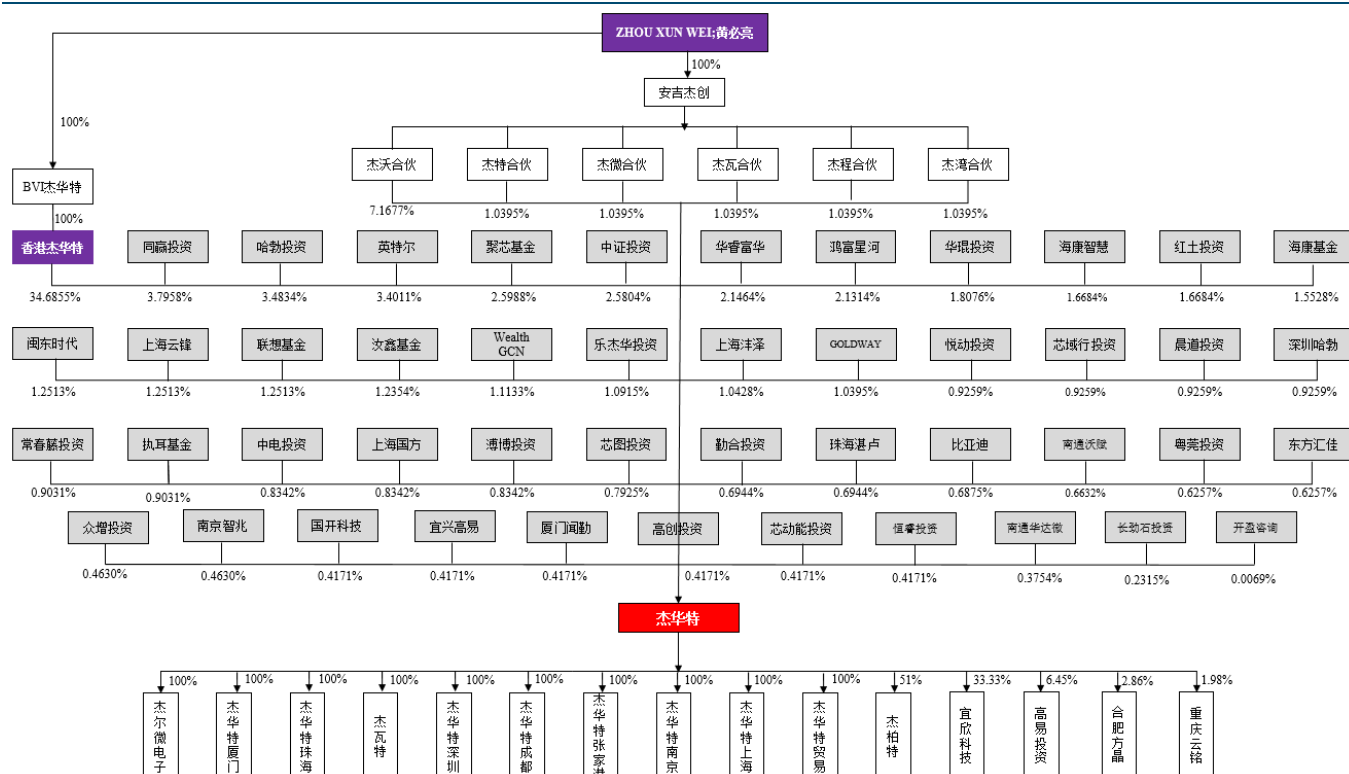 ZHOU XUN WEI;黄必亮
100%
安吉杰创
100%
杰沃合伙 杰特合伙 杰微合伙 杰瓦合伙 杰程合伙 杰湾合伙
BVI杰华特
7.1677% 1.0395% 1.0395% 1.0395% 1.0395% 1.0395%
100%
香港杰华特 同赢投资 哈勃投资 英特尔 聚芯基金 中证投资 华睿富华 鸿富星河 华琨投资 海康智慧 红土投资 海康基金
34.6855% 3.7958% 3.4834% 3.4011% 2.5988% 2.5804% 2.1464% 2.1314% 1.8076% 1.6684% 1.6684% 1.5528%
闽东时代 上海云锋 联想基金 汝鑫基金 Wealth GCN 乐杰华投资 上海沣泽 GOLDWAY 悦动投资 芯域行投资 晨道投资 深圳哈勃
1.2513% 1.2513% 1.2513% 1.2354% 1.1133% 1.0915% 1.0428% 1.0395% 0.9259% 0.9259% 0.9259% 0.9259%
常春藤投资 执耳基金 中电投资 上海国方 溥博投资 芯图投资 勤合投资 珠海湛卢 比亚迪 南通沃赋 粤莞投资 东方汇佳
0.9031% 0.9031% 0.8342% 0.8342% 0.8342% 0.7925% 0.6944% 0.6944% 0.6875% 0.6632% 0.6257% 0.6257%
众增投资 南京智兆 国开科技 宜兴高易 厦门闻勤 高创投资 芯动能投资 恒睿投资 南通华达微 长劲石投资 开盈咨询
0.4630% 0.4630% 0.4171% 0.4171% 0.4171% 0.4171% 0.4171% 0.4171% 0.3754% 0.2315% 0.0069%
杰华特
100% 100% 100% 100% 100% 100% 100% 100% 100% 100% 51% 33.33% 6.45% 2.86% 1.98%
杰尔微电子 杰华特厦门 杰华特珠海 杰瓦特 杰华特深圳 杰华特成都 杰华特张家港 杰华特南京 杰华特上海 杰华特贸易 杰柏特 宜欣科技 高易投资 合肥方晶 重庆云铭